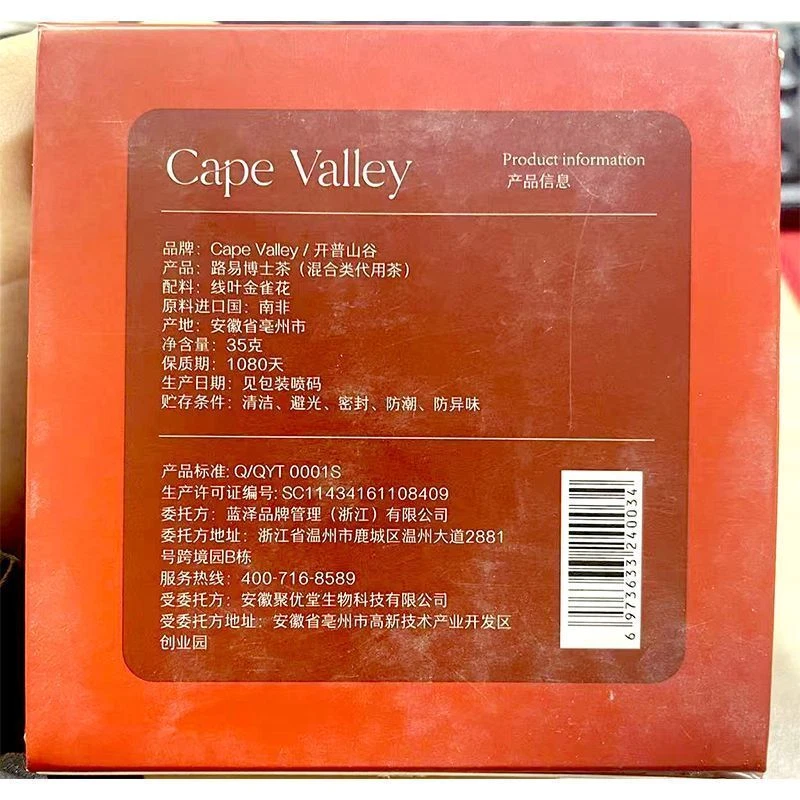 Cape Valley
Product information
产品信息
品牌：Cape Valley / 开普山谷
产品：路易博士茶（混合类代用茶）
配料：线叶金雀花
原料进口国：南非
产地：安徽省亳州市
净含量：35克
保质期：1080天
生产日期：见包装喷码
贮存条件：清洁、避光、密封、防潮、防异味
产品标准: Q/QYT 0001S
生产许可证编号: SC11434161108409
委托方：蓝泽品牌管理（浙江）有限公司
委托方地址：浙江省温州市鹿城区温州大道2881
号跨境园B栋
服务热线：400-716-8589
受委托方：安徽聚优堂生物科技有限公司
受委托方地址：安徽省亳州市高新技术产业开发区
创业园
6 973633 240034